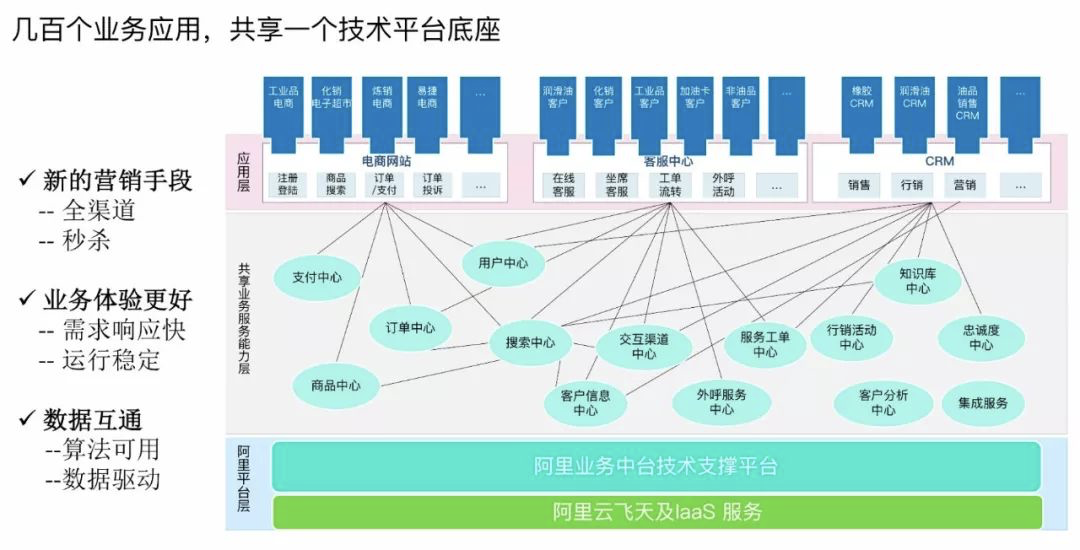 几百个业务应用，共享一个技术平台底座
✓ 新的营销手段
-- 全渠道
-- 秒杀
✓ 业务体验更好
-- 需求响应快
-- 运行稳定
✓ 数据互通
--算法可用
--数据驱动
工业品
电商
化销
电子超市
炼销
电商
易捷
电商
...
润滑油
客户
化销
客户
工业品
客户
加油卡
客户
非油品
客户
...
橡胶
CRM
润滑油
CRM
油品
销售
CRM
...
应用层
电商网站
注册
登陆
商品
搜索
订单
/支付
订单
投诉
...
客服中心
在线
客服
坐席
客服
工单
流转
外呼
活动
...
CRM
销售
行销
营销
...
共享业务服务能力层
支付中心
用户中心
知识库
中心
订单中心
搜索中心
交互渠道
中心
服务工单
中心
行销活动
中心
忠诚度
中心
商品中心
客户信息
中心
外呼服务
中心
客户分析
中心
集成服务
阿里平台层
阿里业务中台技术支撑平台
阿里云飞天及IaaS 服务